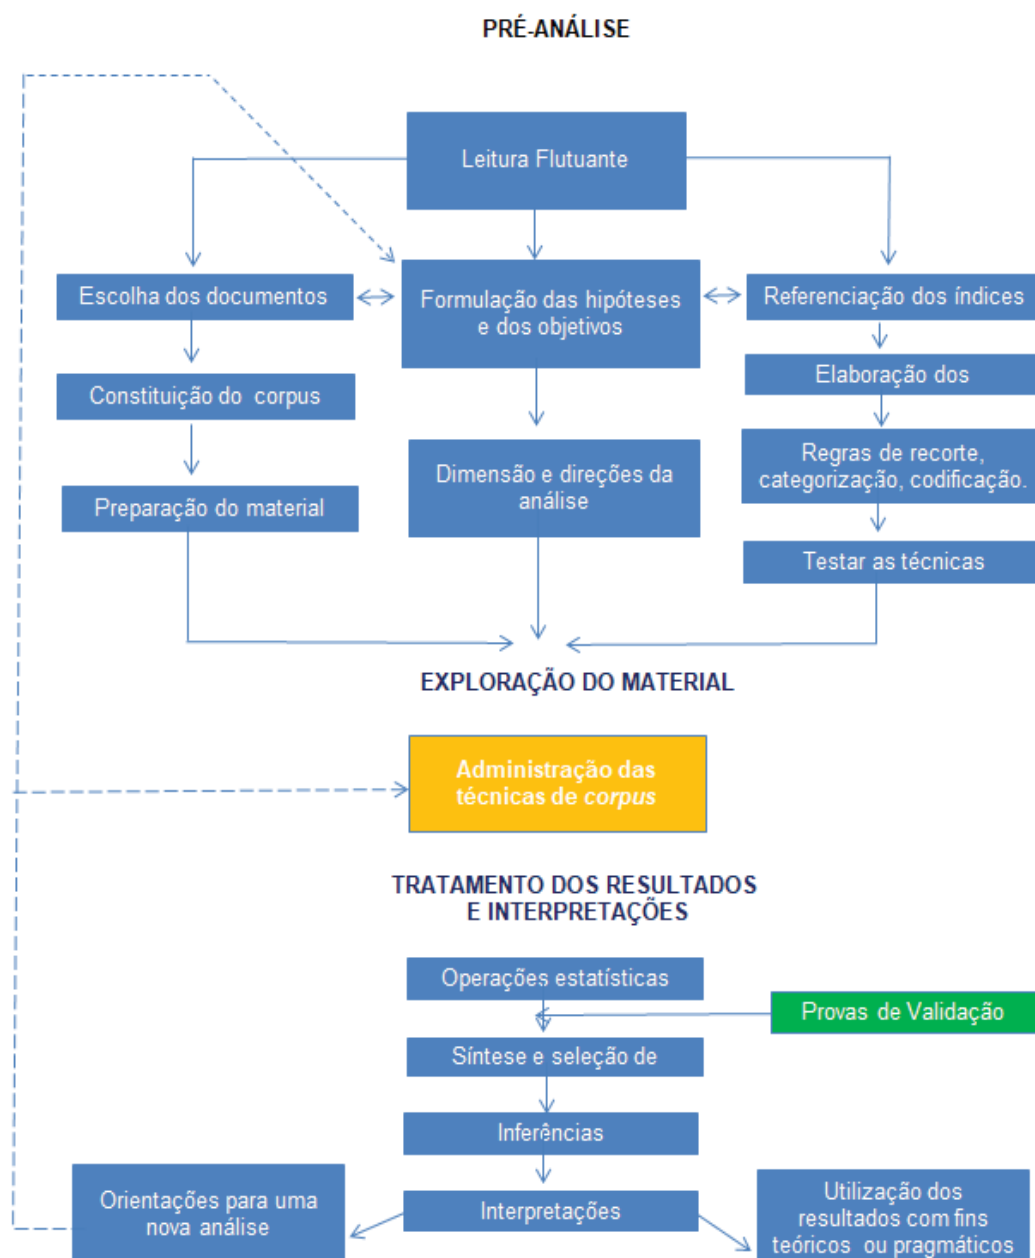 PRÉ-ANÁLISE
Leitura Flutuante
Escolha dos documentos
Formulação das hipóteses
e dos objetivos
Referenciação dos índices
Constituição do corpus
Elaboração dos
Preparação do material
Dimensão e direções da
análise
Regras de recorte,
categorização, codificação.
Testar as técnicas
EXPLORAÇÃO DO MATERIAL
Administração das
técnicas de corpus
TRATAMENTO DOS RESULTADOS
E INTERPRETAÇÕES
Operações estatísticas
Provas de Validação
Síntese e seleção de
Inferências
Orientações para uma
nova análise
Interpretações
Utilização dos
resultados com fins
teóricos ou pragmáticos